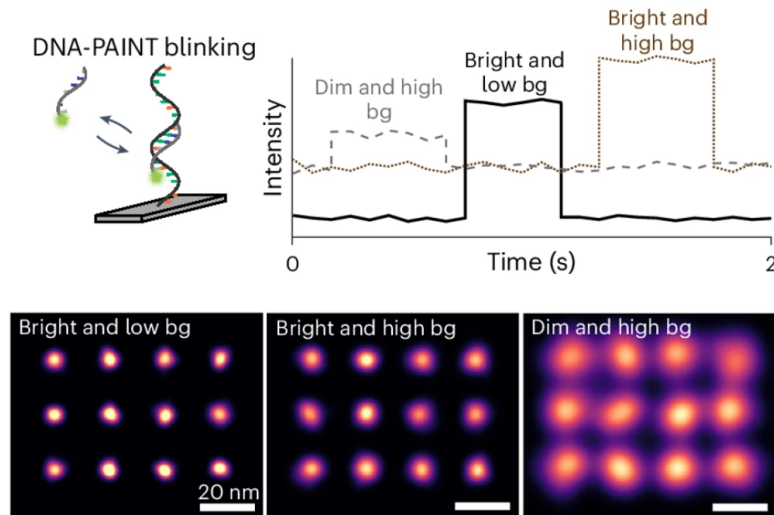 DNA-PAINT blinking
Bright and
high bg
Bright and
low bg
Dim and high
bg
Intensity
0
Time (s)
2
Bright and low bg
20 nm
Bright and high bg
Dim and high bg